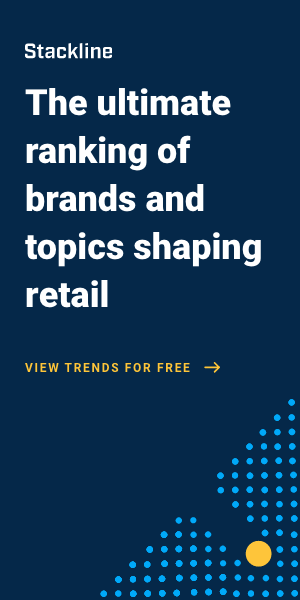 Stackline
The ultimate
ranking of
brands and
topics shaping
retail
VIEW TRENDS FOR FREE →